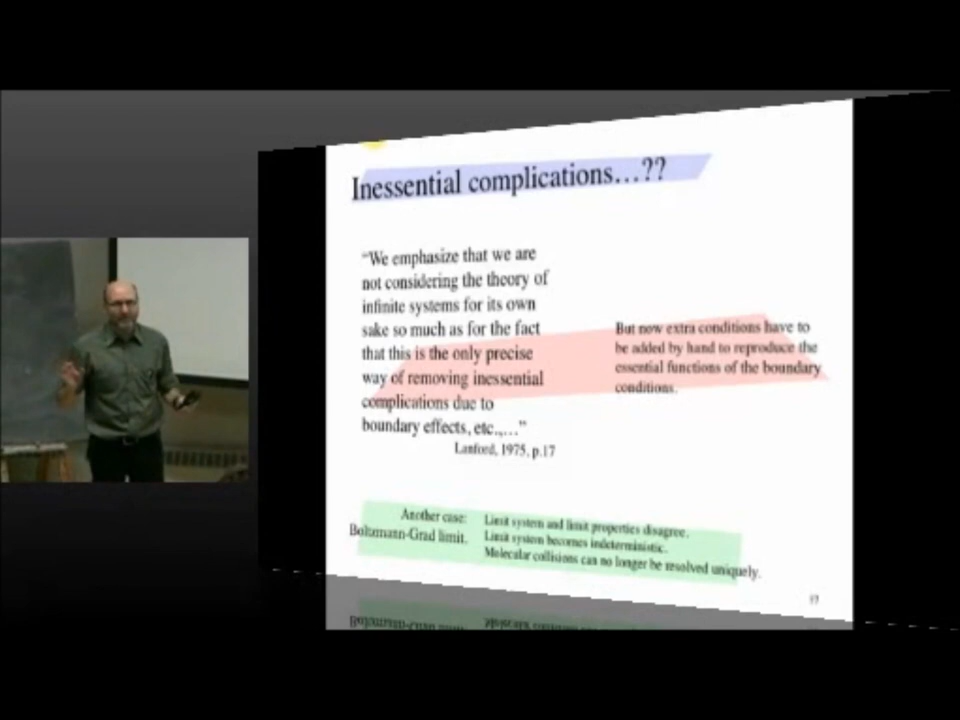 Inessential complications…??
“We emphasize that we are
not considering the theory of
infinite systems for its own
sake so much as for the fact
that this is the only precise
way of removing inessential
complications due to
boundary effects, etc.,…”
Lanford, 1975, p.17
But now extra conditions have to
be added by hand to reproduce the
essential functions of the boundary
conditions.
Another case:
Boltzmann-Grad limit.
Limit system and limit properties disagree.
Limit system becomes indeterministic.
Molecular collisions can no longer be resolved uniquely.